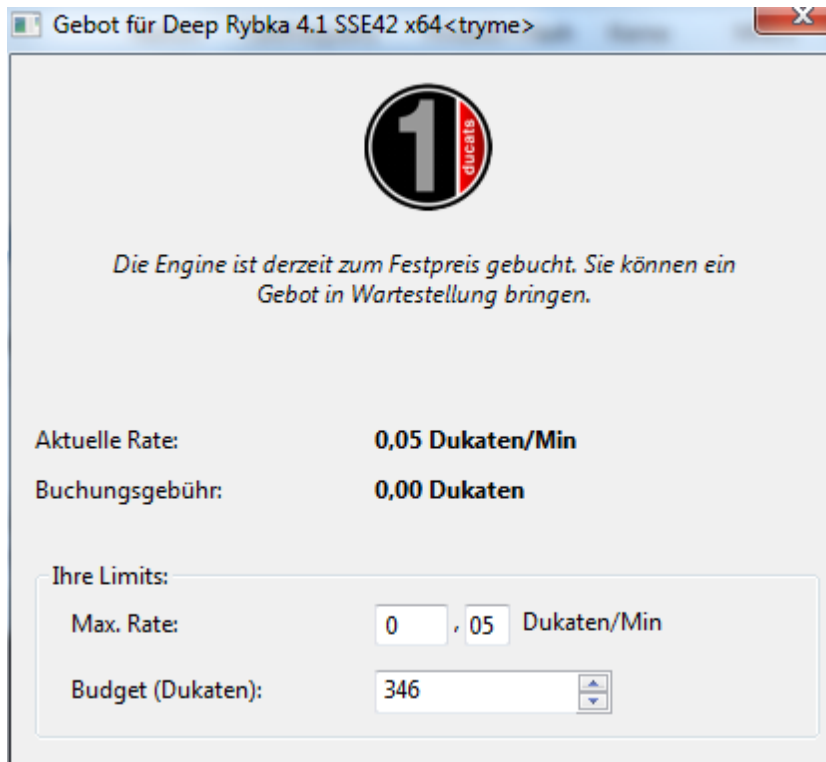 Gebot für Deep Rybka 4.1 SSE42 x64<tryme>
1
ducats
Die Engine ist derzeit zum Festpreis gebucht. Sie können ein
Gebot in Wartestellung bringen.
Aktuelle Rate: 0,05 Dukaten/Min
Buchungsgebühr: 0,00 Dukaten
Ihre Limits:
Max. Rate: 0 , 05 Dukaten/Min
Budget (Dukaten): 346